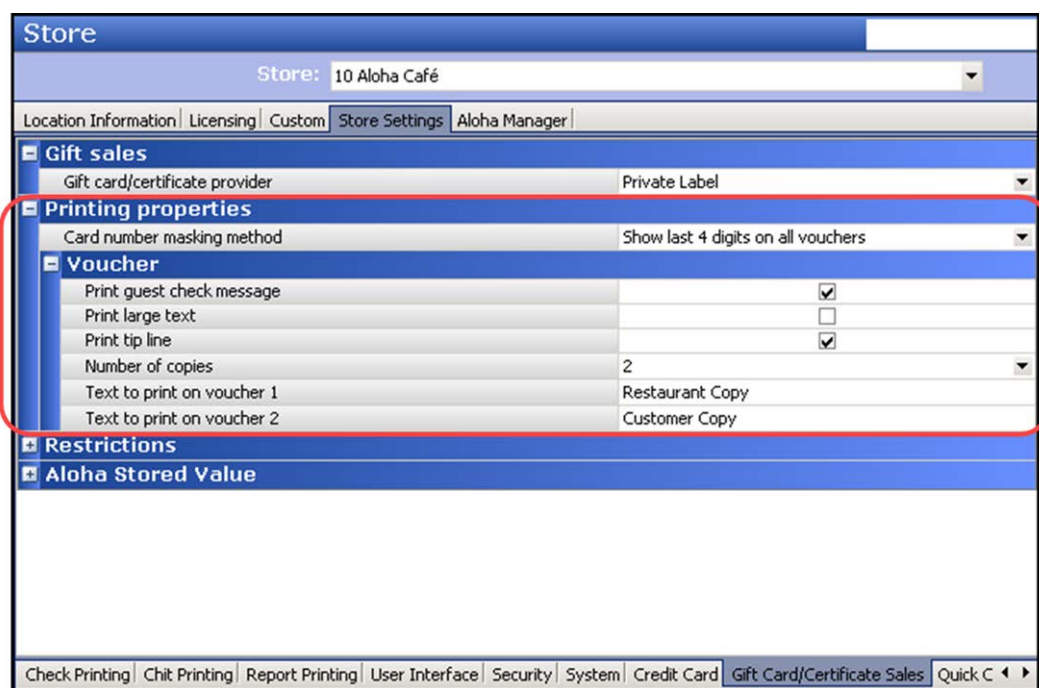 Store
Store: 10 Aloha Café
Location Information Licensing Custom Store Settings Aloha Manager
Gift sales
Gift card/certificate provider Private Label
Printing properties
Card number masking method Show last 4 digits on all vouchers
Voucher
Print guest check message
Print large text
Print tip line
Number of copies 2
Text to print on voucher 1 Restaurant Copy
Text to print on voucher 2 Customer Copy
Restrictions
Aloha Stored Value
Check Printing Chit Printing Report Printing User Interface Security System Credit Card Gift Card/Certificate Sales Quick C